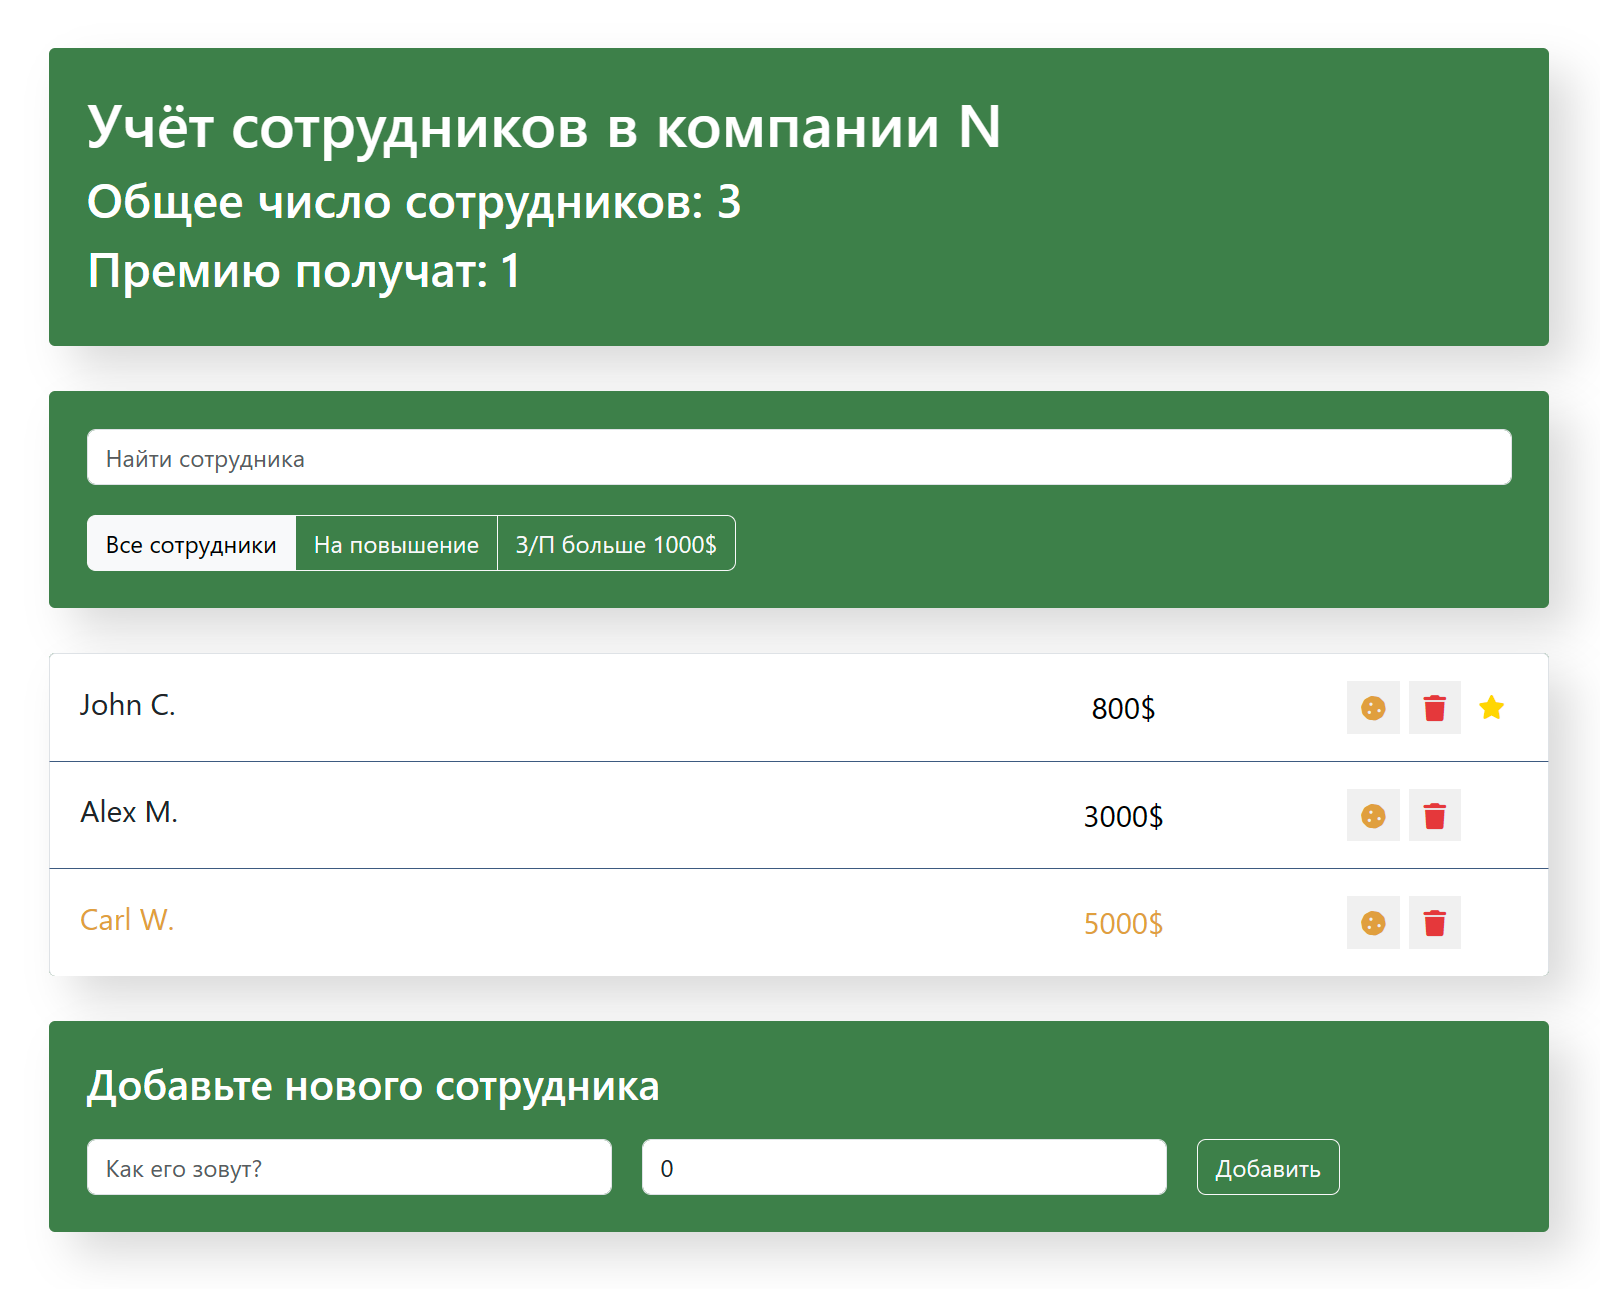 Учёт сотрудников в компании N
Общее число сотрудников: 3
Премию получат: 1
Найти сотрудника
Все сотрудники На повышение З/П больше 1000$
John C. 800$
Alex M. 3000$
Carl W. 5000$
Добавьте нового сотрудника
Как его зовут? 0 Добавить